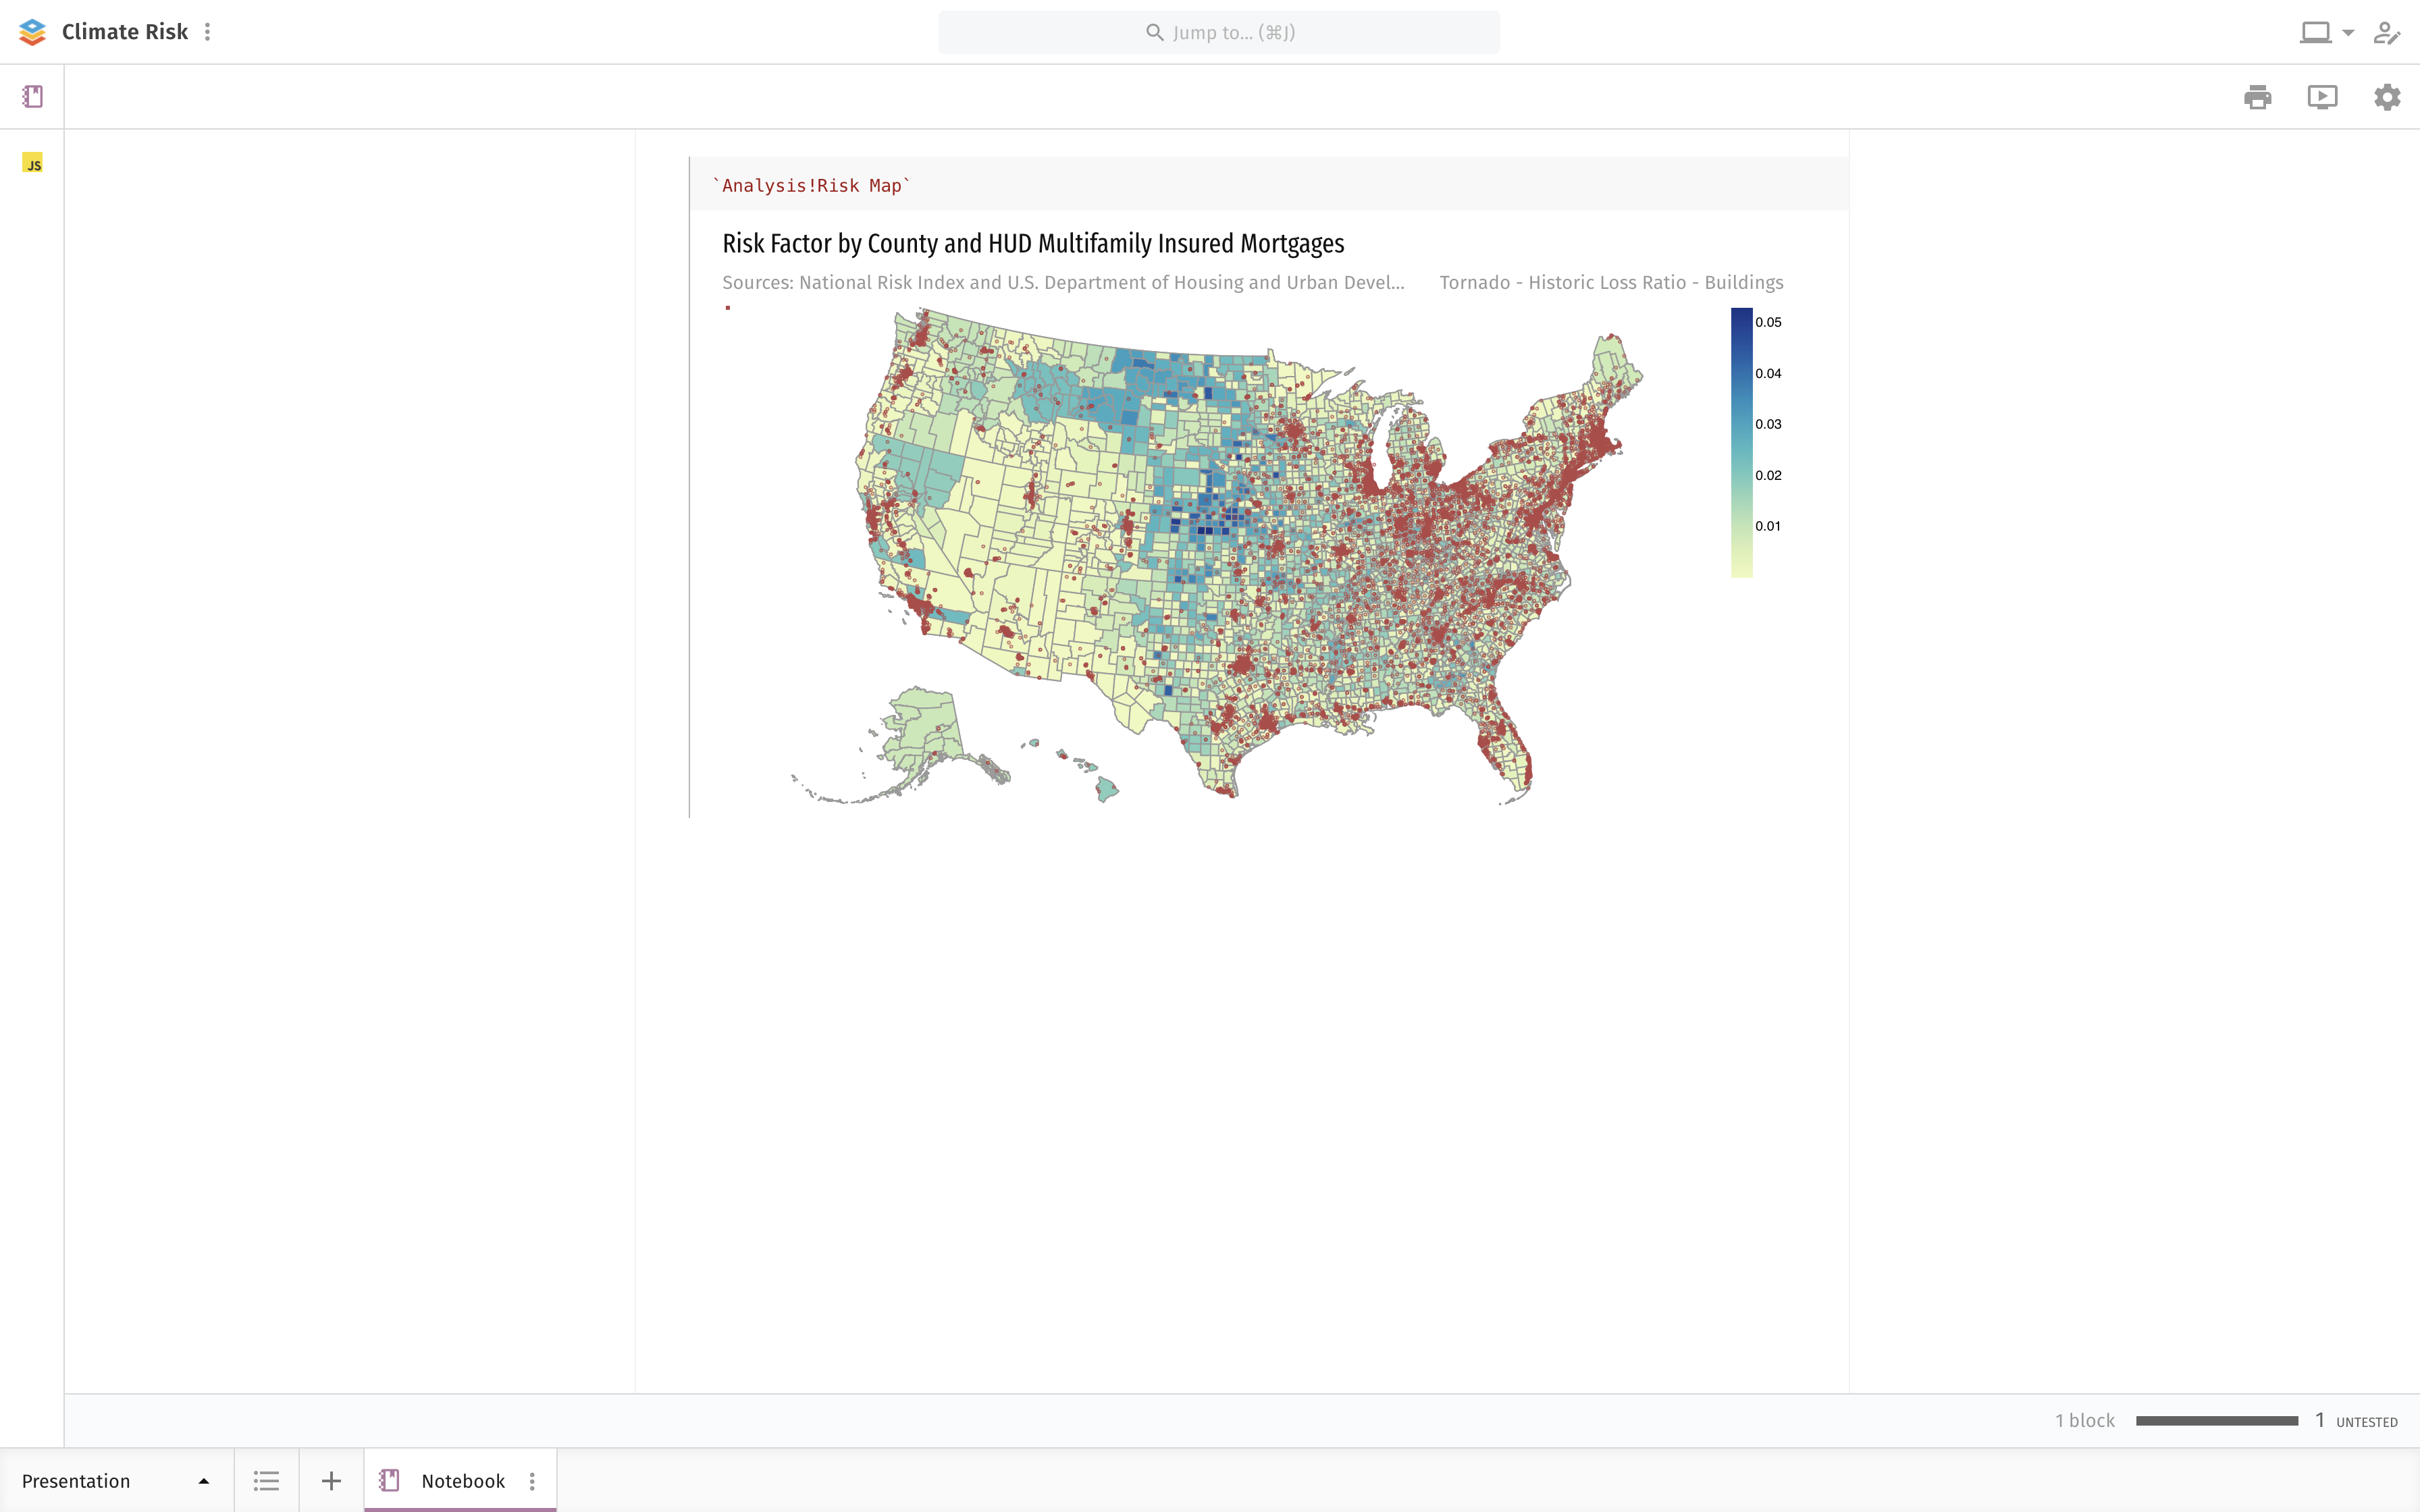 Climate Risk
Jump to... (⌘J)
JS
`Analysis!Risk Map`
Risk Factor by County and HUD Multifamily Insured Mortgages
Sources: National Risk Index and U.S. Department of Housing and Urban Devel... Tornado - Historic Loss Ratio - Buildings
0.05
0.04
0.03
0.02
0.01
1 block 1 UNTESTED
Presentation Notebook